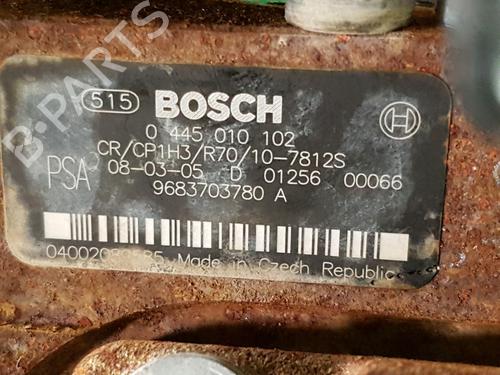 515 BOSCH
0 445 010 102
CR/CP1H3/R70/10-7812S
PSA 08-03-05 D 01256 00066
9683703780 A
Made in Czech Republic
B-PARTS